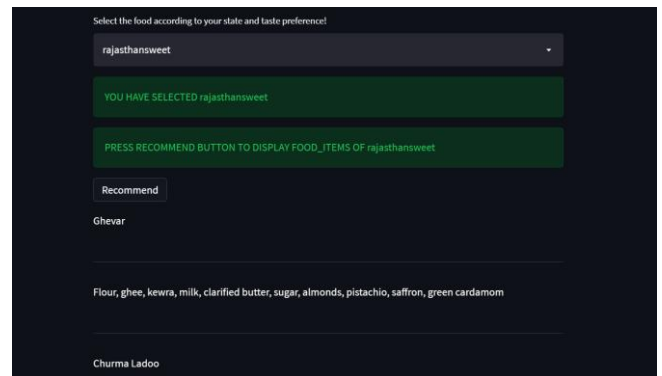 Select the food according to your state and taste preference!
rajasthansweet
YOU HAVE SELECTED rajasthansweet
PRESS RECOMMEND BUTTON TO DISPLAY FOOD_ITEMS OF rajasthansweet
Recommend
Ghevar
Flour, ghee, kewra, milk, clarified butter, sugar, almonds, pistachio, saffron, green cardamom
Churma Ladoo